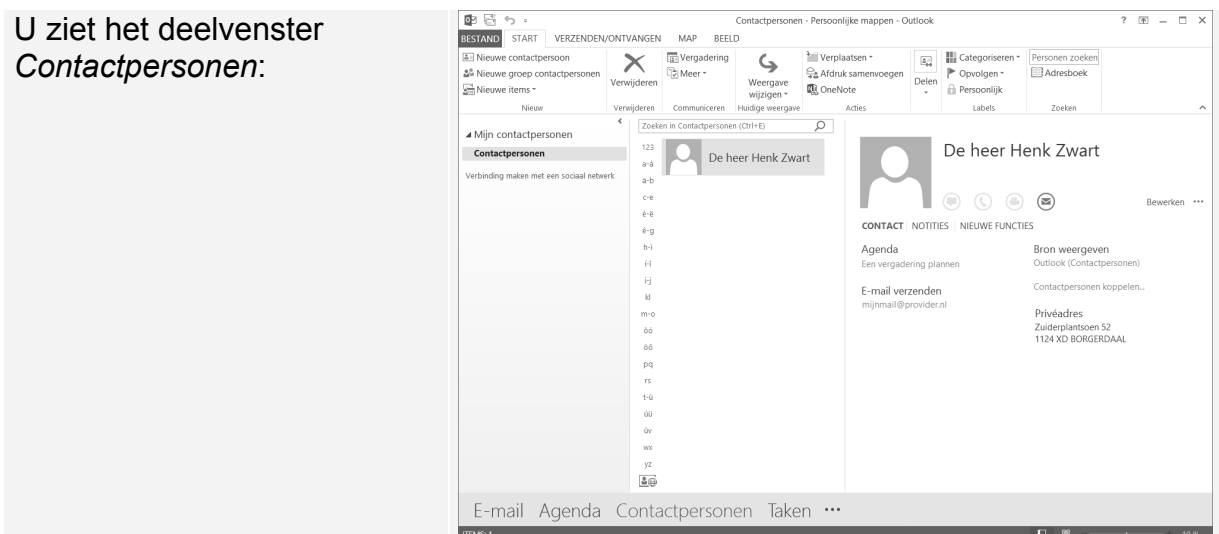 U ziet het deelvenster
Contactpersonen:
Contactpersonen - Persoonlijke mappen - Outlook
BESTAND START VERZENDEN/ONTVANGEN MAP BEELD
Nieuwe contactpersoon
Nieuwe groep contactpersonen
Nieuwe items
Nieuw
Verwijderen
Verwijderen
Vergadering
Meer
Communiceren
Weergave
wijzigen
Huidige weergave
Verplaatsen
Afdruk samenvoegen
OneNote
Acties
Delen
Categoriseren
Opvolgen
Persoonlijk
Labels
Personen zoeken
Adresboek
Zoeken
Mijn contactpersonen
Contactpersonen
Verbinding maken met een sociaal netwerk
Zoeken in Contactpersonen (Ctrl+E)
123
a-á
c-e
h-ì
i-j
kl
m-o
pq
rs
t-ù
wx
yz
De heer Henk Zwart
De heer Henk Zwart
Bewerken •••
CONTACT NOTITIES NIEUWE FUNCTIES
Agenda
Een vergadering plannen
E-mail verzenden
mijnmail@provider.nl
Bron weergeven
Outlook (Contactpersonen)
Contactpersonen koppelen...
Privéadres
Zuiderplantsoen 52
1124 XD BORGERDAAL
E-mail Agenda Contactpersonen Taken •••
ITEMS: 1